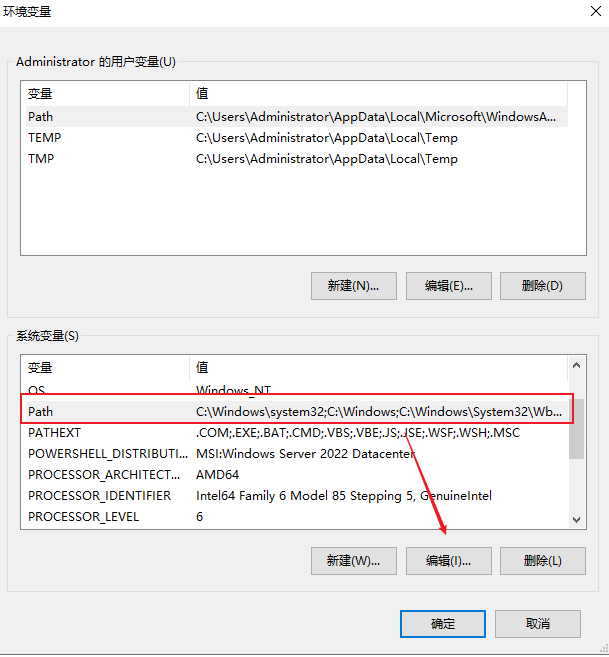 环境变量
Administrator 的用户变量(U)
变量 值
Path C:\Users\Administrator\AppData\Local\Microsoft\WindowsA...
TEMP C:\Users\Administrator\AppData\Local\Temp
TMP C:\Users\Administrator\AppData\Local\Temp
新建(N)... 编辑(E)... 删除(D)
系统变量(S)
变量 值
OS Windows_NT
Path C:\Windows\system32;C:\Windows;C:\Windows\System32\Wb...
PATHEXT .COM;.EXE;.BAT;.CMD;.VBS;.VBE;.JS;.JSE;.WSF;.WSH;.MSC
POWERSHELL_DISTRIBUTI... MSI:Windows Server 2022 Datacenter
PROCESSOR_ARCHITECT... AMD64
PROCESSOR_IDENTIFIER Intel64 Family 6 Model 85 Stepping 5, GenuineIntel
PROCESSOR_LEVEL 6
新建(W)... 编辑(I)... 删除(L)
确定 取消